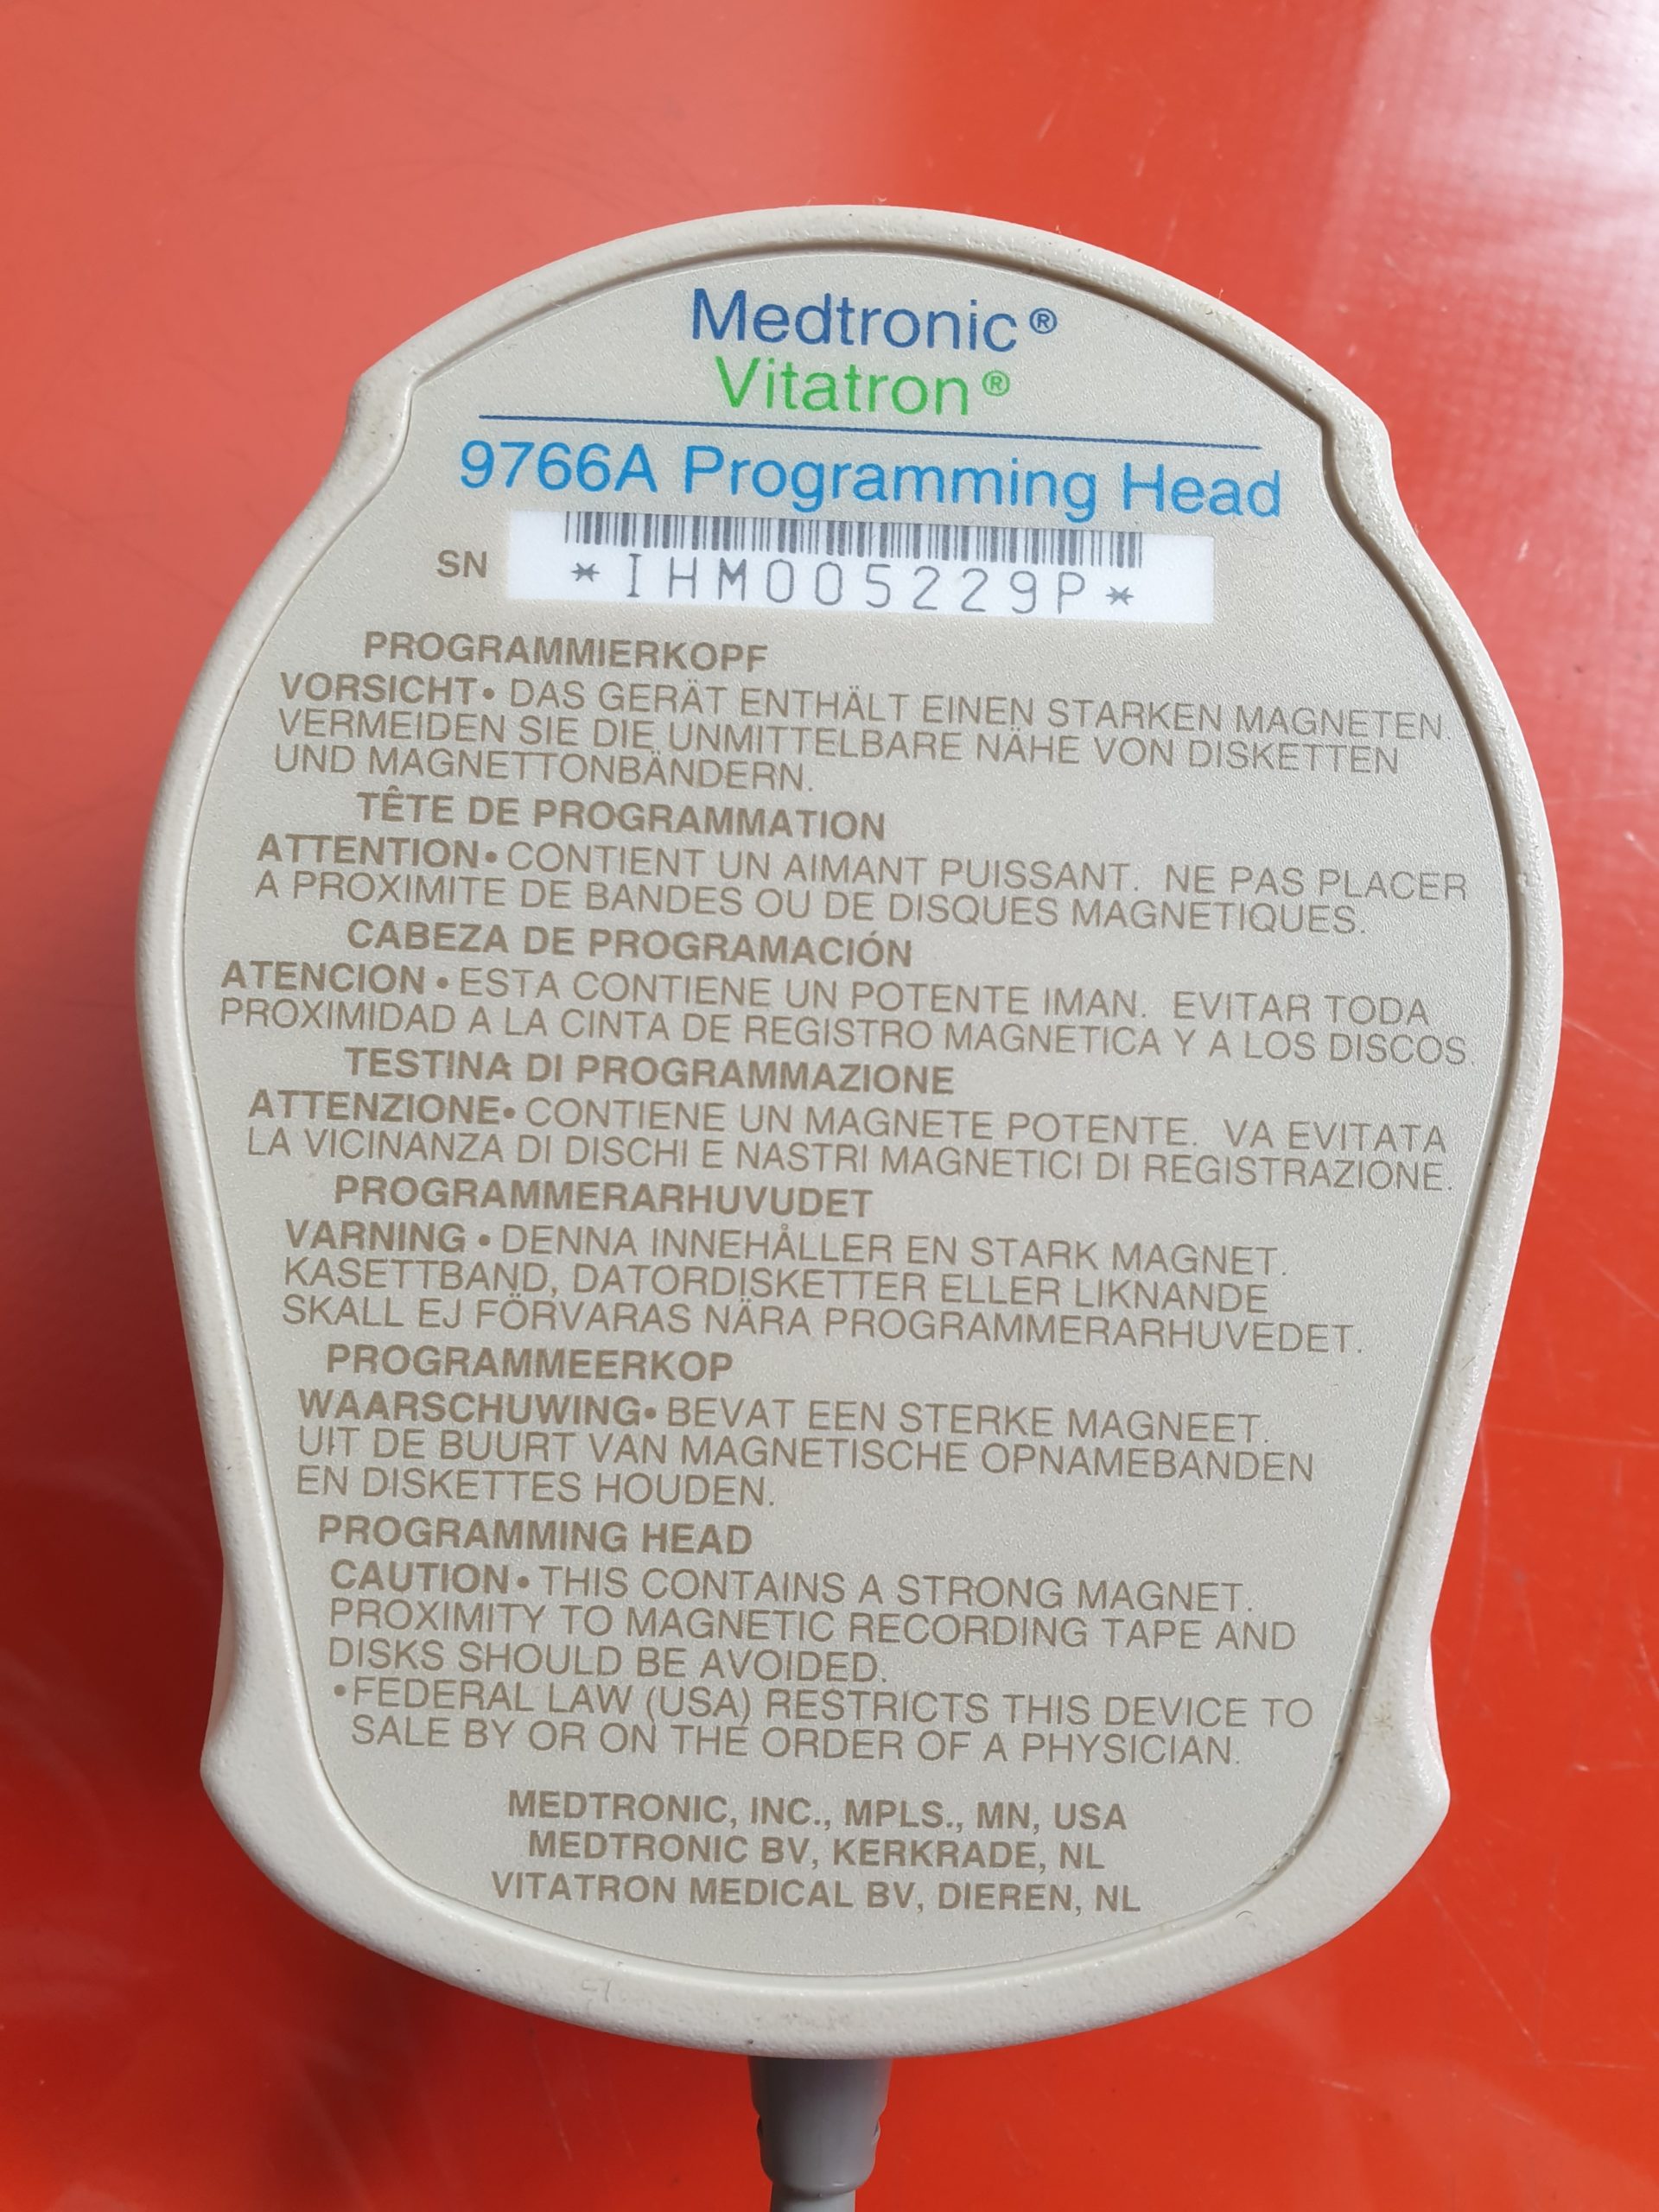 Medtronic®
Vitatron®
9766A Programming Head
SN *IHM005229P*
PROGRAMMIERKOPF
VORSICHT• DAS GERÄT ENTHÄLT EINEN STARKEN MAGNETEN.
VERMEIDEN SIE DIE UNMITTELBARE NÄHE VON DISKETTEN
UND MAGNETTONBÄNDERN.
TÊTE DE PROGRAMMATION
ATTENTION• CONTIENT UN AIMANT PUISSANT. NE PAS PLACER
A PROXIMITE DE BANDES OU DE DISQUES MAGNETIQUES.
CABEZA DE PROGRAMACIÓN
ATENCION • ESTA CONTIENE UN POTENTE IMAN. EVITAR TODA
PROXIMIDAD A LA CINTA DE REGISTRO MAGNETICA Y A LOS DISCOS.
TESTINA DI PROGRAMMAZIONE
ATTENZIONE• CONTIENE UN MAGNETE POTENTE. VA EVITATA
LA VICINANZA DI DISCHI E NASTRI MAGNETICI DI REGISTRAZIONE.
PROGRAMMERARHUVUDET
VARNING • DENNA INNEHÅLLER EN STARK MAGNET.
KASETTBAND, DATORDISKETTER ELLER LIKNANDE
SKALL EJ FÖRVARAS NÄRA PROGRAMMERARHUVEDET.
PROGRAMMEERKOP
WAARSCHUWING• BEVAT EEN STERKE MAGNEET.
UIT DE BUURT VAN MAGNETISCHE OPNAMEBANDEN
EN DISKETTES HOUDEN.
PROGRAMMING HEAD
CAUTION• THIS CONTAINS A STRONG MAGNET.
PROXIMITY TO MAGNETIC RECORDING TAPE AND
DISKS SHOULD BE AVOIDED.
•FEDERAL LAW (USA) RESTRICTS THIS DEVICE TO
SALE BY OR ON THE ORDER OF A PHYSICIAN.
MEDTRONIC, INC., MPLS., MN, USA
MEDTRONIC BV, KERKRADE, NL
VITATRON MEDICAL BV, DIEREN, NL